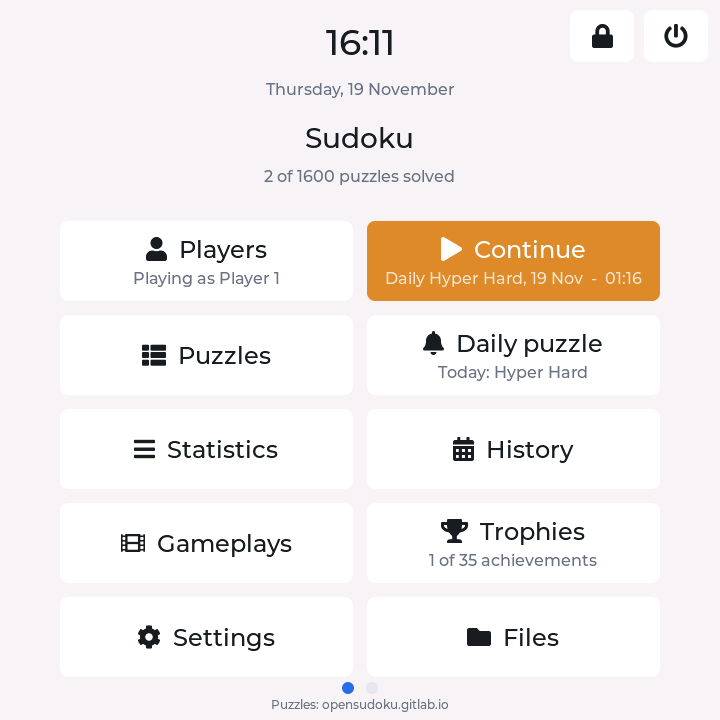 16:11
Thursday, 19 November
Sudoku
2 of 1600 puzzles solved
Players
Playing as Player 1
Continue
Daily Hyper Hard, 19 Nov - 01:16
Puzzles
Daily puzzle
Today: Hyper Hard
Statistics
History
Gameplays
Trophies
1 of 35 achievements
Settings
Files
Puzzles: opensudoku.gitlab.io